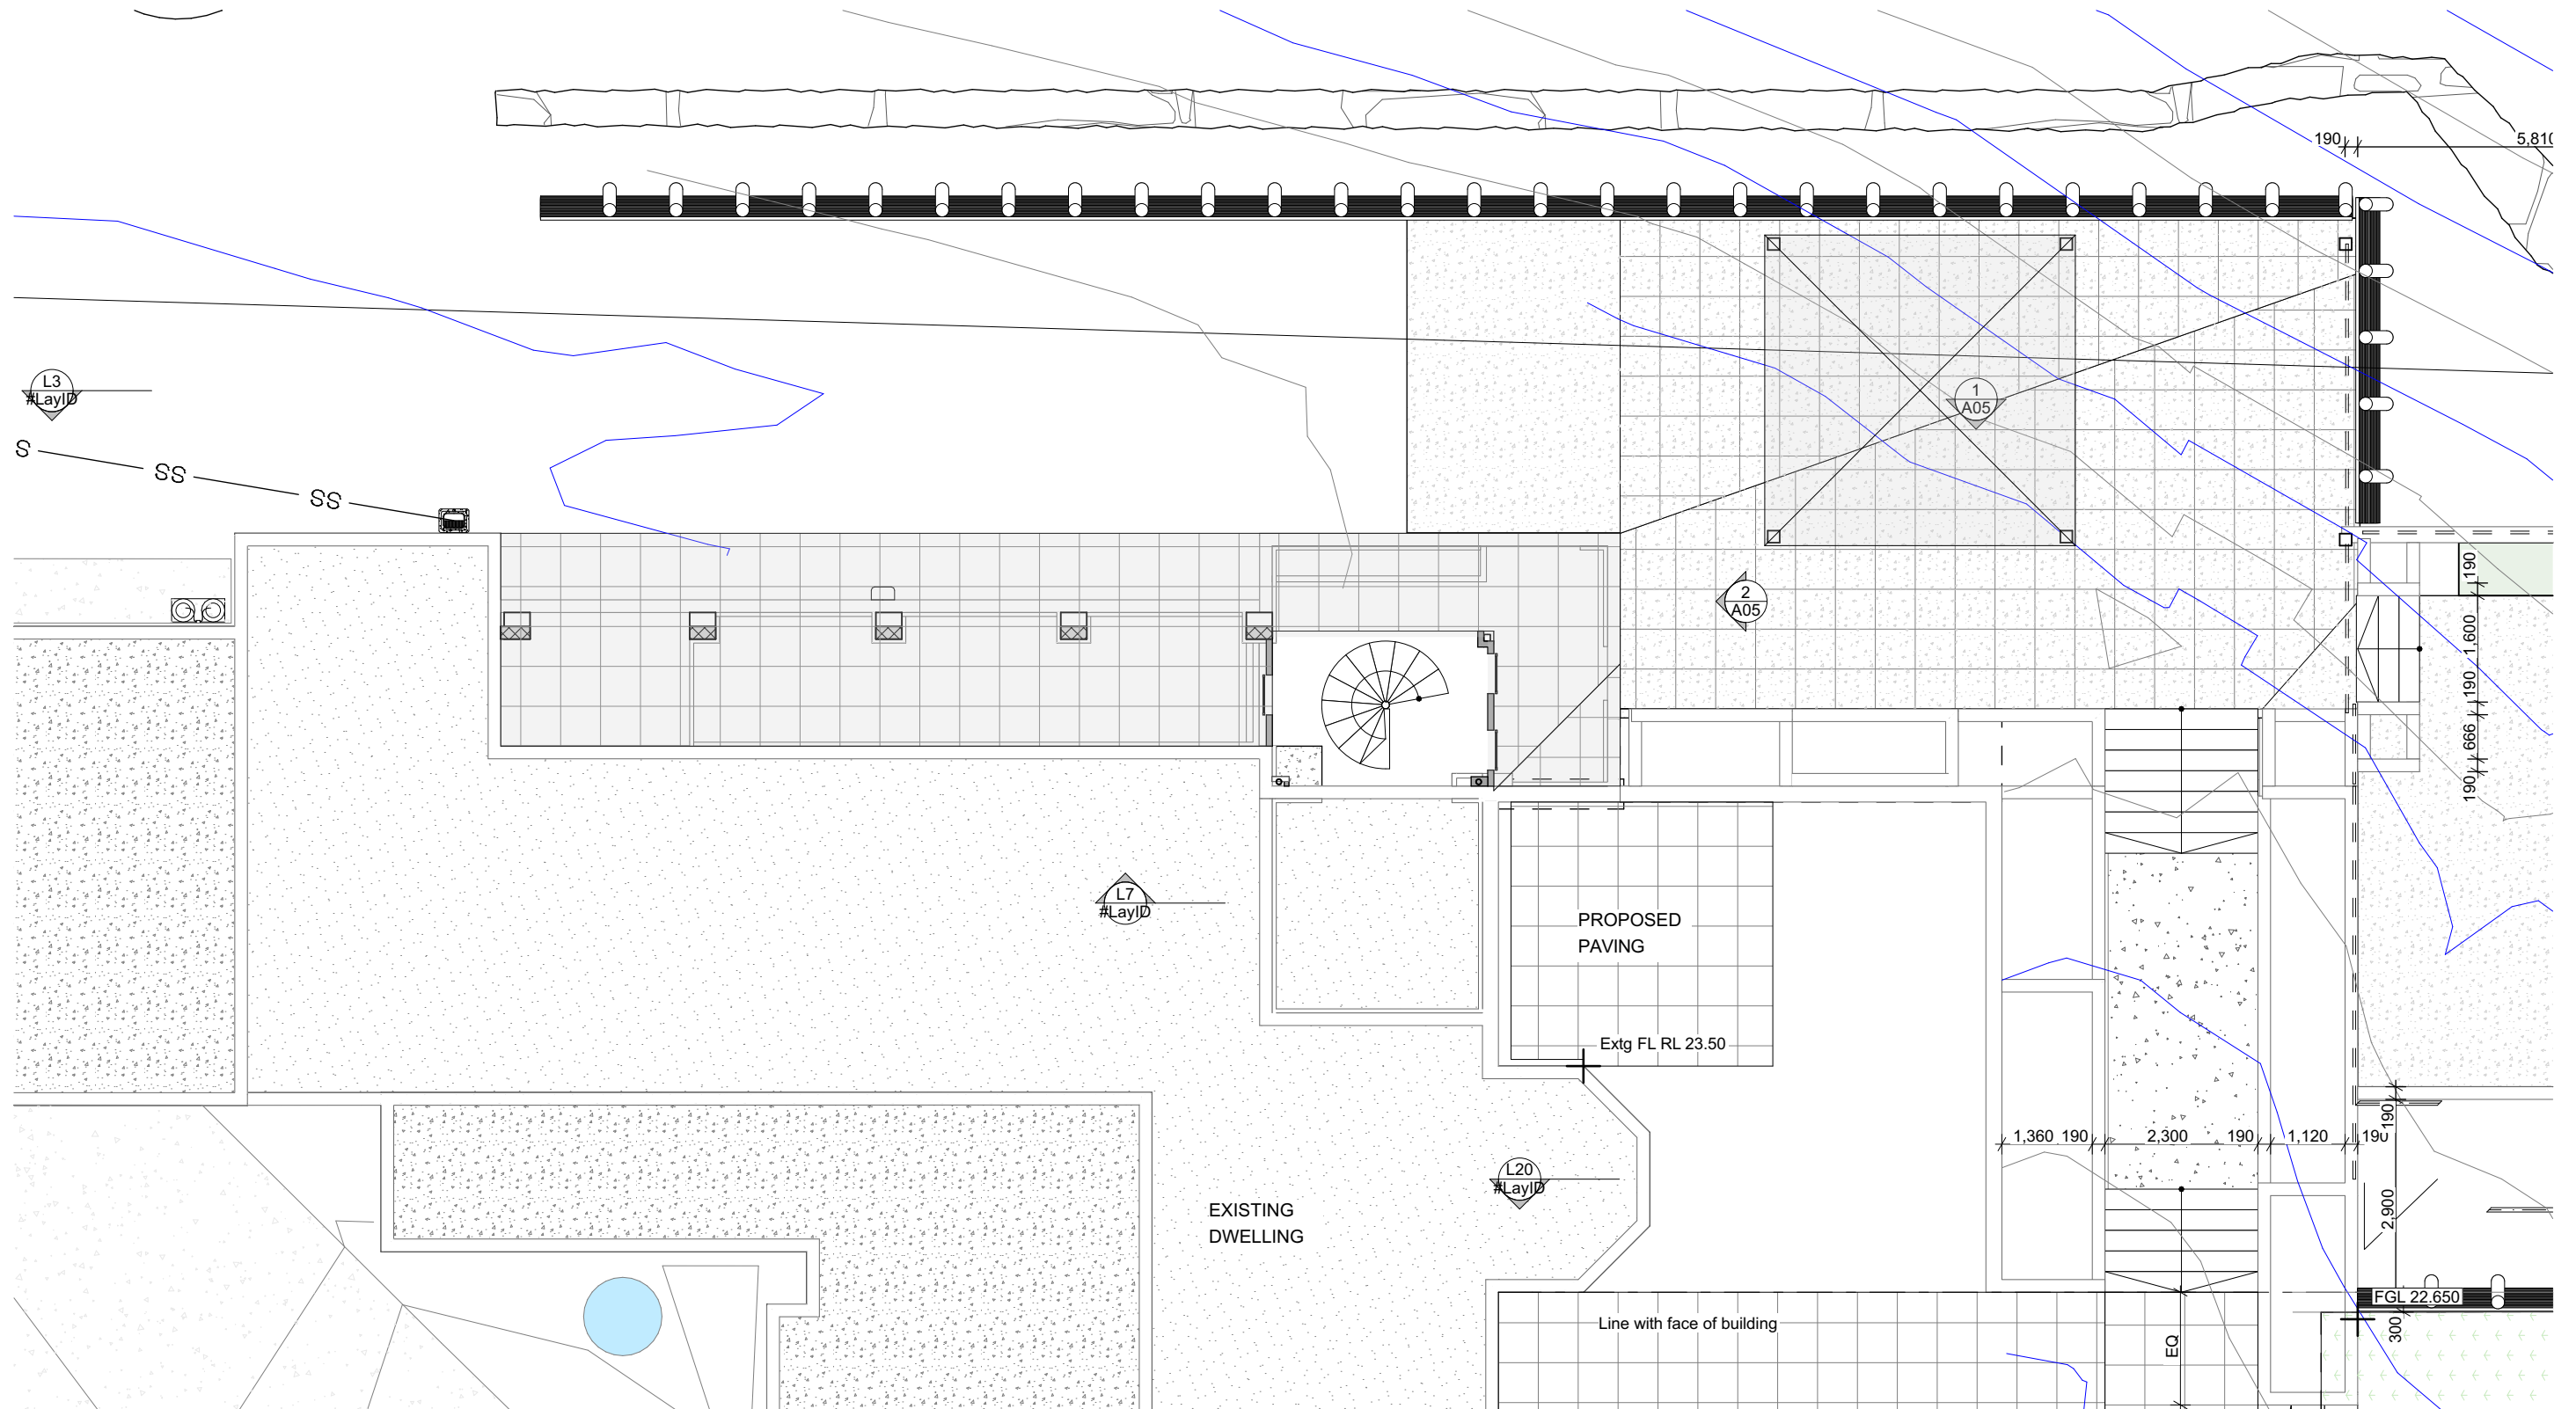 190
5,810
L3
#LayID
S
SS
SS
1
A05
2
A05
190
1,600
190
666
190
L7
#LayID
PROPOSED
PAVING
Extg FL RL 23.50
1,360
190
2,300
190
1,120
190
190
2,900
L20
#LayID
EXISTING
DWELLING
FGL 22.650
300
Line with face of building
EQ